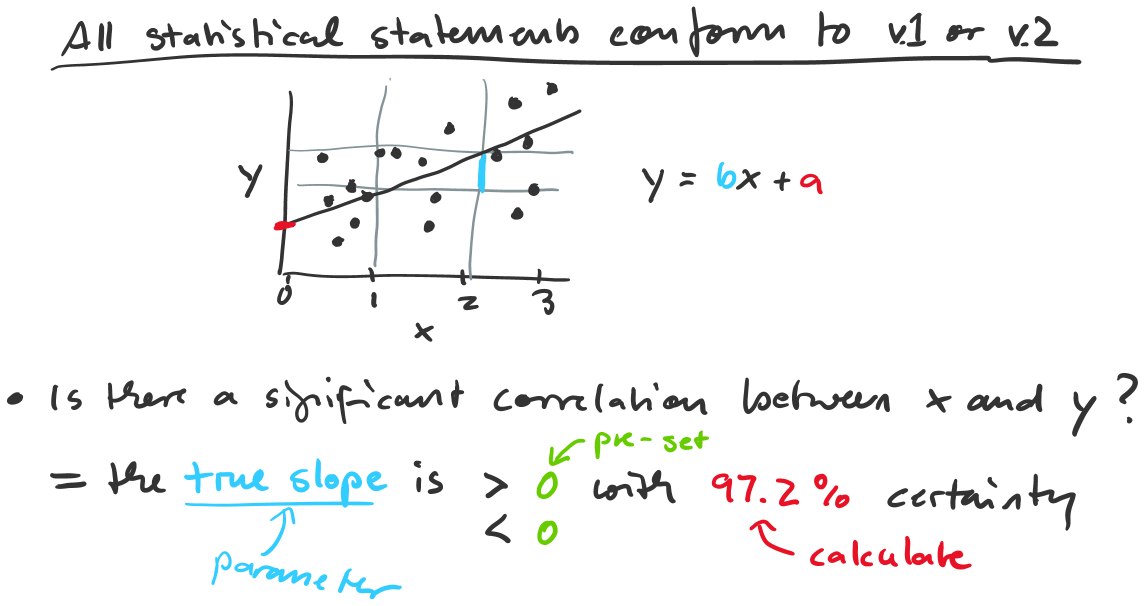 All statistical statements conform to v.1 or v.2
y
y = bx + a
0 1 2 3
x
• Is there a significant correlation between x and y?
pre-set
= the true slope is > 0 with 97.2% certainty
< 0
parameter
calculate